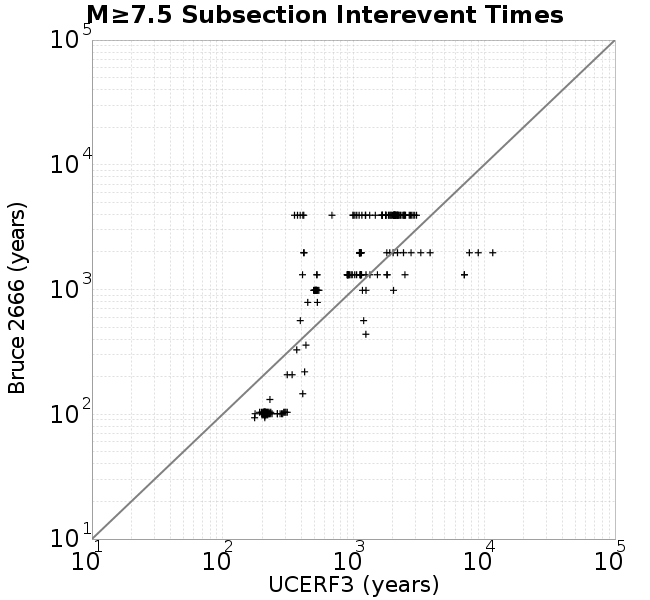 M≥7.5 Subsection Interevent Times
10^5
10^4
10^3
10^2
10^1
Bruce 2666 (years)
10^1 10^2 10^3 10^4 10^5
UCERF3 (years)